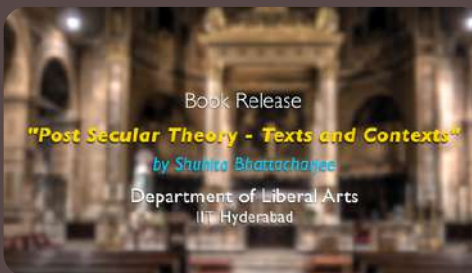 Book Release
"Post Secular Theory - Texts and Contexts"
by Shuhita Bhattacharjee
Department of Liberal Arts
IIT Hyderabad